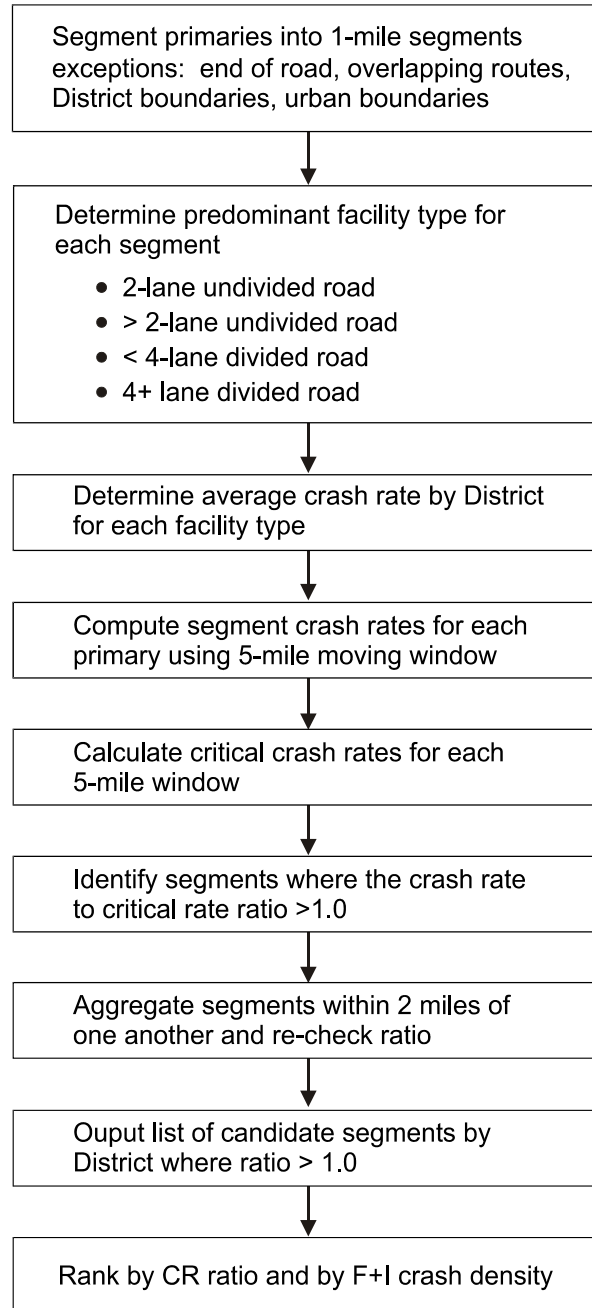 Segment primaries into 1-mile segments
exceptions:  end of road, overlapping routes,
District boundaries, urban boundaries
Determine predominant facility type for
each segment
• 2-lane undivided road
• > 2-lane undivided road
• < 4-lane divided road
• 4+ lane divided road
Determine average crash rate by District
for each facility type
Compute segment crash rates for each
primary using 5-mile moving window
Calculate critical crash rates for each
5-mile window
Identify segments where the crash rate
to critical rate ratio >1.0
Aggregate segments within 2 miles of
one another and re-check ratio
Ouput list of candidate segments by
District where ratio > 1.0
Rank by CR ratio and by F+I crash density